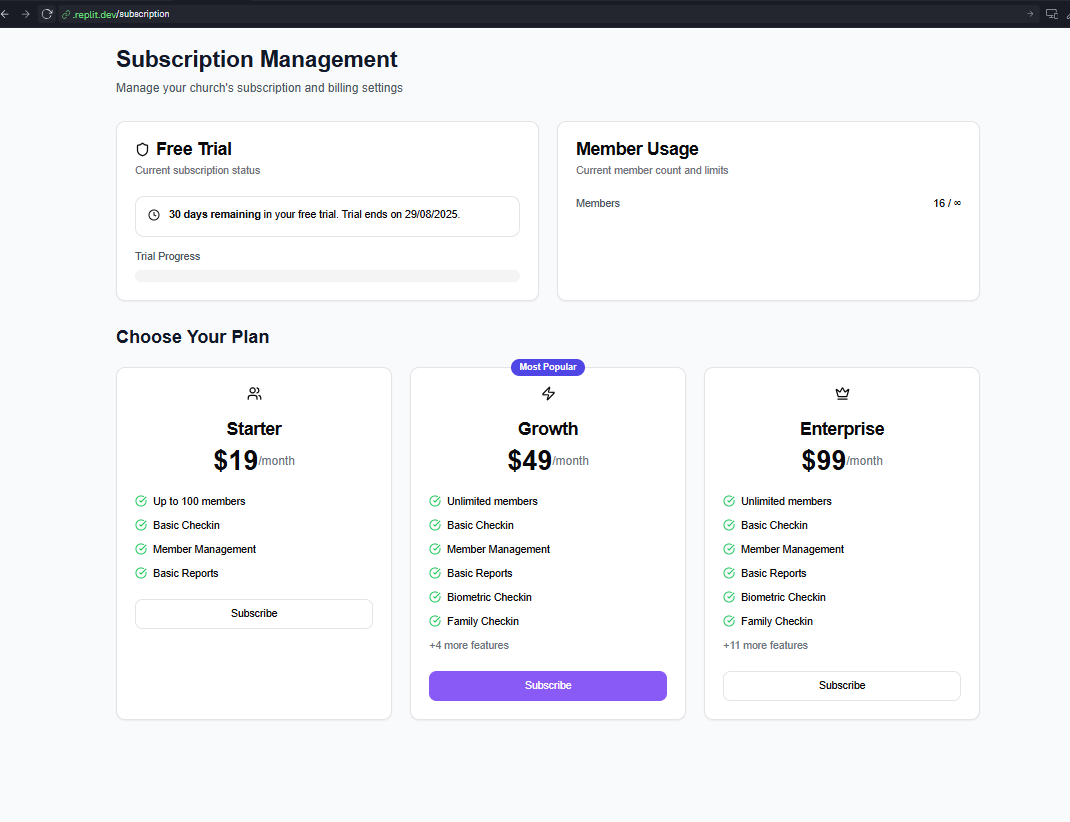 .replit.dev/subscription
Subscription Management
Manage your church's subscription and billing settings
Free Trial
Current subscription status
30 days remaining in your free trial. Trial ends on 29/08/2025.
Trial Progress
Member Usage
Current member count and limits
Members 16 / ∞
Choose Your Plan
Starter
$19/month
Up to 100 members
Basic Checkin
Member Management
Basic Reports
Subscribe
Most Popular
Growth
$49/month
Unlimited members
Basic Checkin
Member Management
Basic Reports
Biometric Checkin
Family Checkin
+4 more features
Subscribe
Enterprise
$99/month
Unlimited members
Basic Checkin
Member Management
Basic Reports
Biometric Checkin
Family Checkin
+11 more features
Subscribe